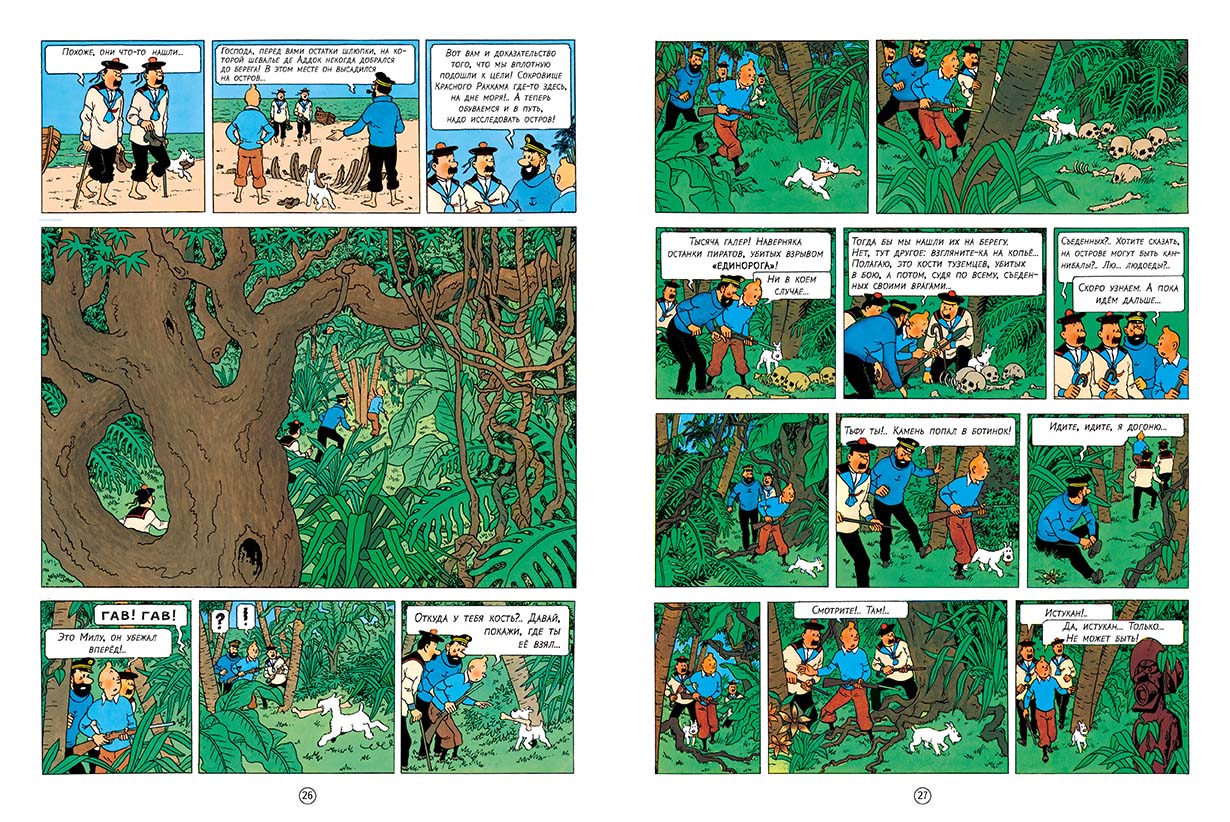 Похоже, они что-то нашли...
Господа, перед вами остатки шлюпки, на ко-
торой шевалье де Аддок некогда добрался
до берега! В этом месте он высадился
на остров...
Вот вам и доказательство
того, что мы вплотную
подошли к цели! Сокровище
Красного Раккама где-то здесь,
на дне моря!.. А теперь
обуваемся и в путь,
надо исследовать остров!
ГАВ! ГАВ!
Это Милу, он убежал
вперёд!..
?
!
Откуда у тебя кость?.. Давай,
покажи, где ты
её взял...
26
Тысяча галер! Наверняка
останки пиратов, убитых взрывом
«ЕДИНОРОГА»!
Ни в коем
случае...
Тогда бы мы нашли их на берегу.
Нет, тут другое: взгляните-ка на копьё...
Полагаю, это кости туземцев, убитых
в бою, а потом, судя по всему, съеден-
ных своими врагами...
Съеденных?.. Хотите сказать,
на острове могут быть кан-
нибалы?.. Лю... людоеды?..
Скоро узнаем. А пока
идём дальше...
Тьфу ты!.. Камень попал в ботинок!
Идите, идите, я догоню...
Смотрите!.. Там!..
Истукан!..
Да, истукан... Только...
Не может быть!
27